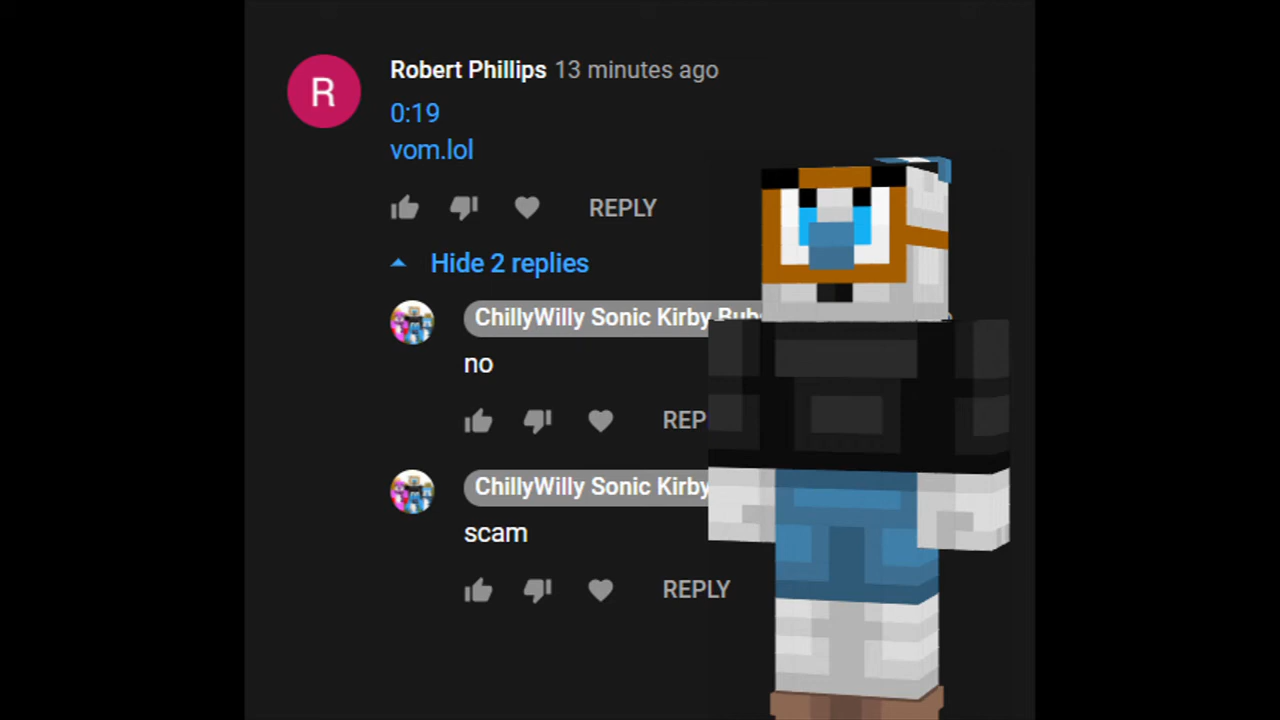 R
Robert Phillips 13 minutes ago
0:19
vom.lol
REPLY
Hide 2 replies
ChillyWilly Sonic Kirby
no
REP
ChillyWilly Sonic Kirby
scam
REPLY